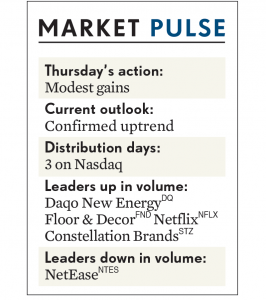 MARKET PULSE
Thursday's action:
Modest gains
Current outlook:
Confirmed uptrend
Distribution days:
3 on Nasdaq
Leaders up in volume:
Daqo New Energy DQ
Floor & Decor FND Netflix NFLX
Constellation Brands STZ
Leaders down in volume:
NetEase NTES